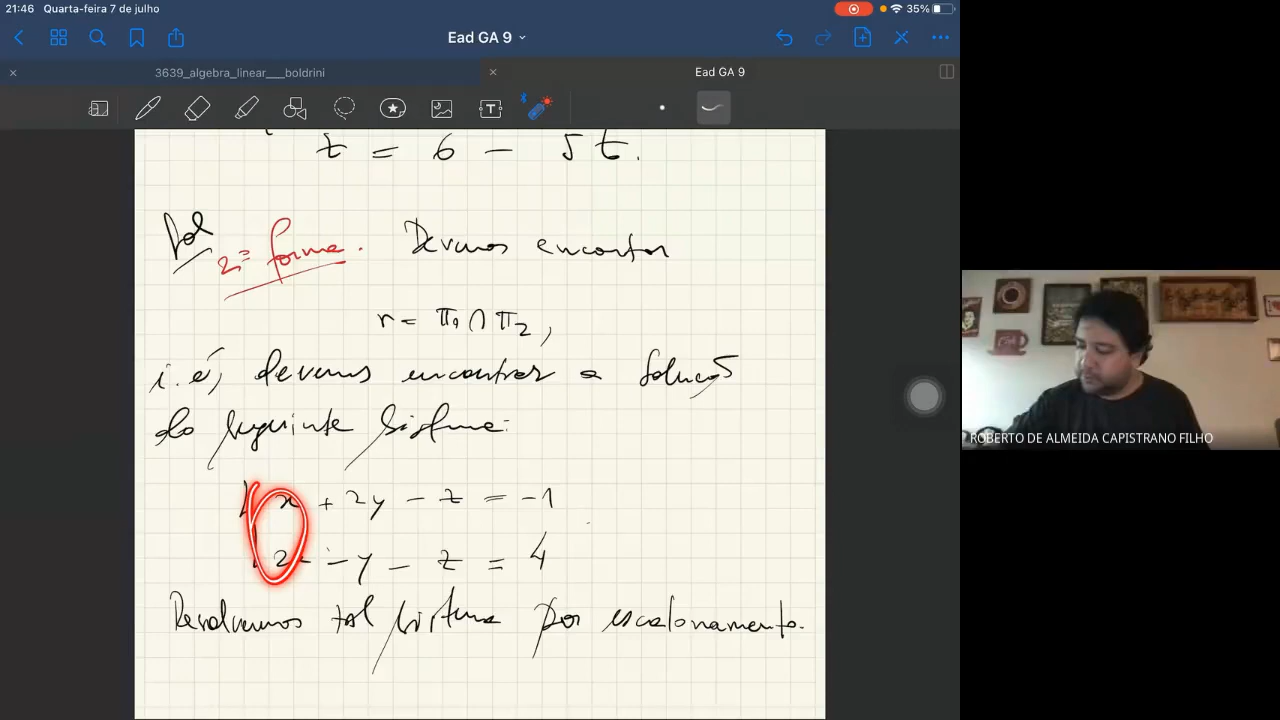 21:46 Quarta-feira 7 de julho
35%
Ead GA 9
3639_algebra_linear___boldrini
Ead GA 9
T
z = 6 - 5t.
Sol
2ª forma. Devemos encontar
r = π₁ ∩ π₂,
i.é, devemos encontrar a solução
do seguinte sistema:
x + 2y - z = -1
2x - y - z = 4
Resolvemos tal sistema por escalonamento.
ROBERTO DE ALMEIDA CAPISTRANO FILHO